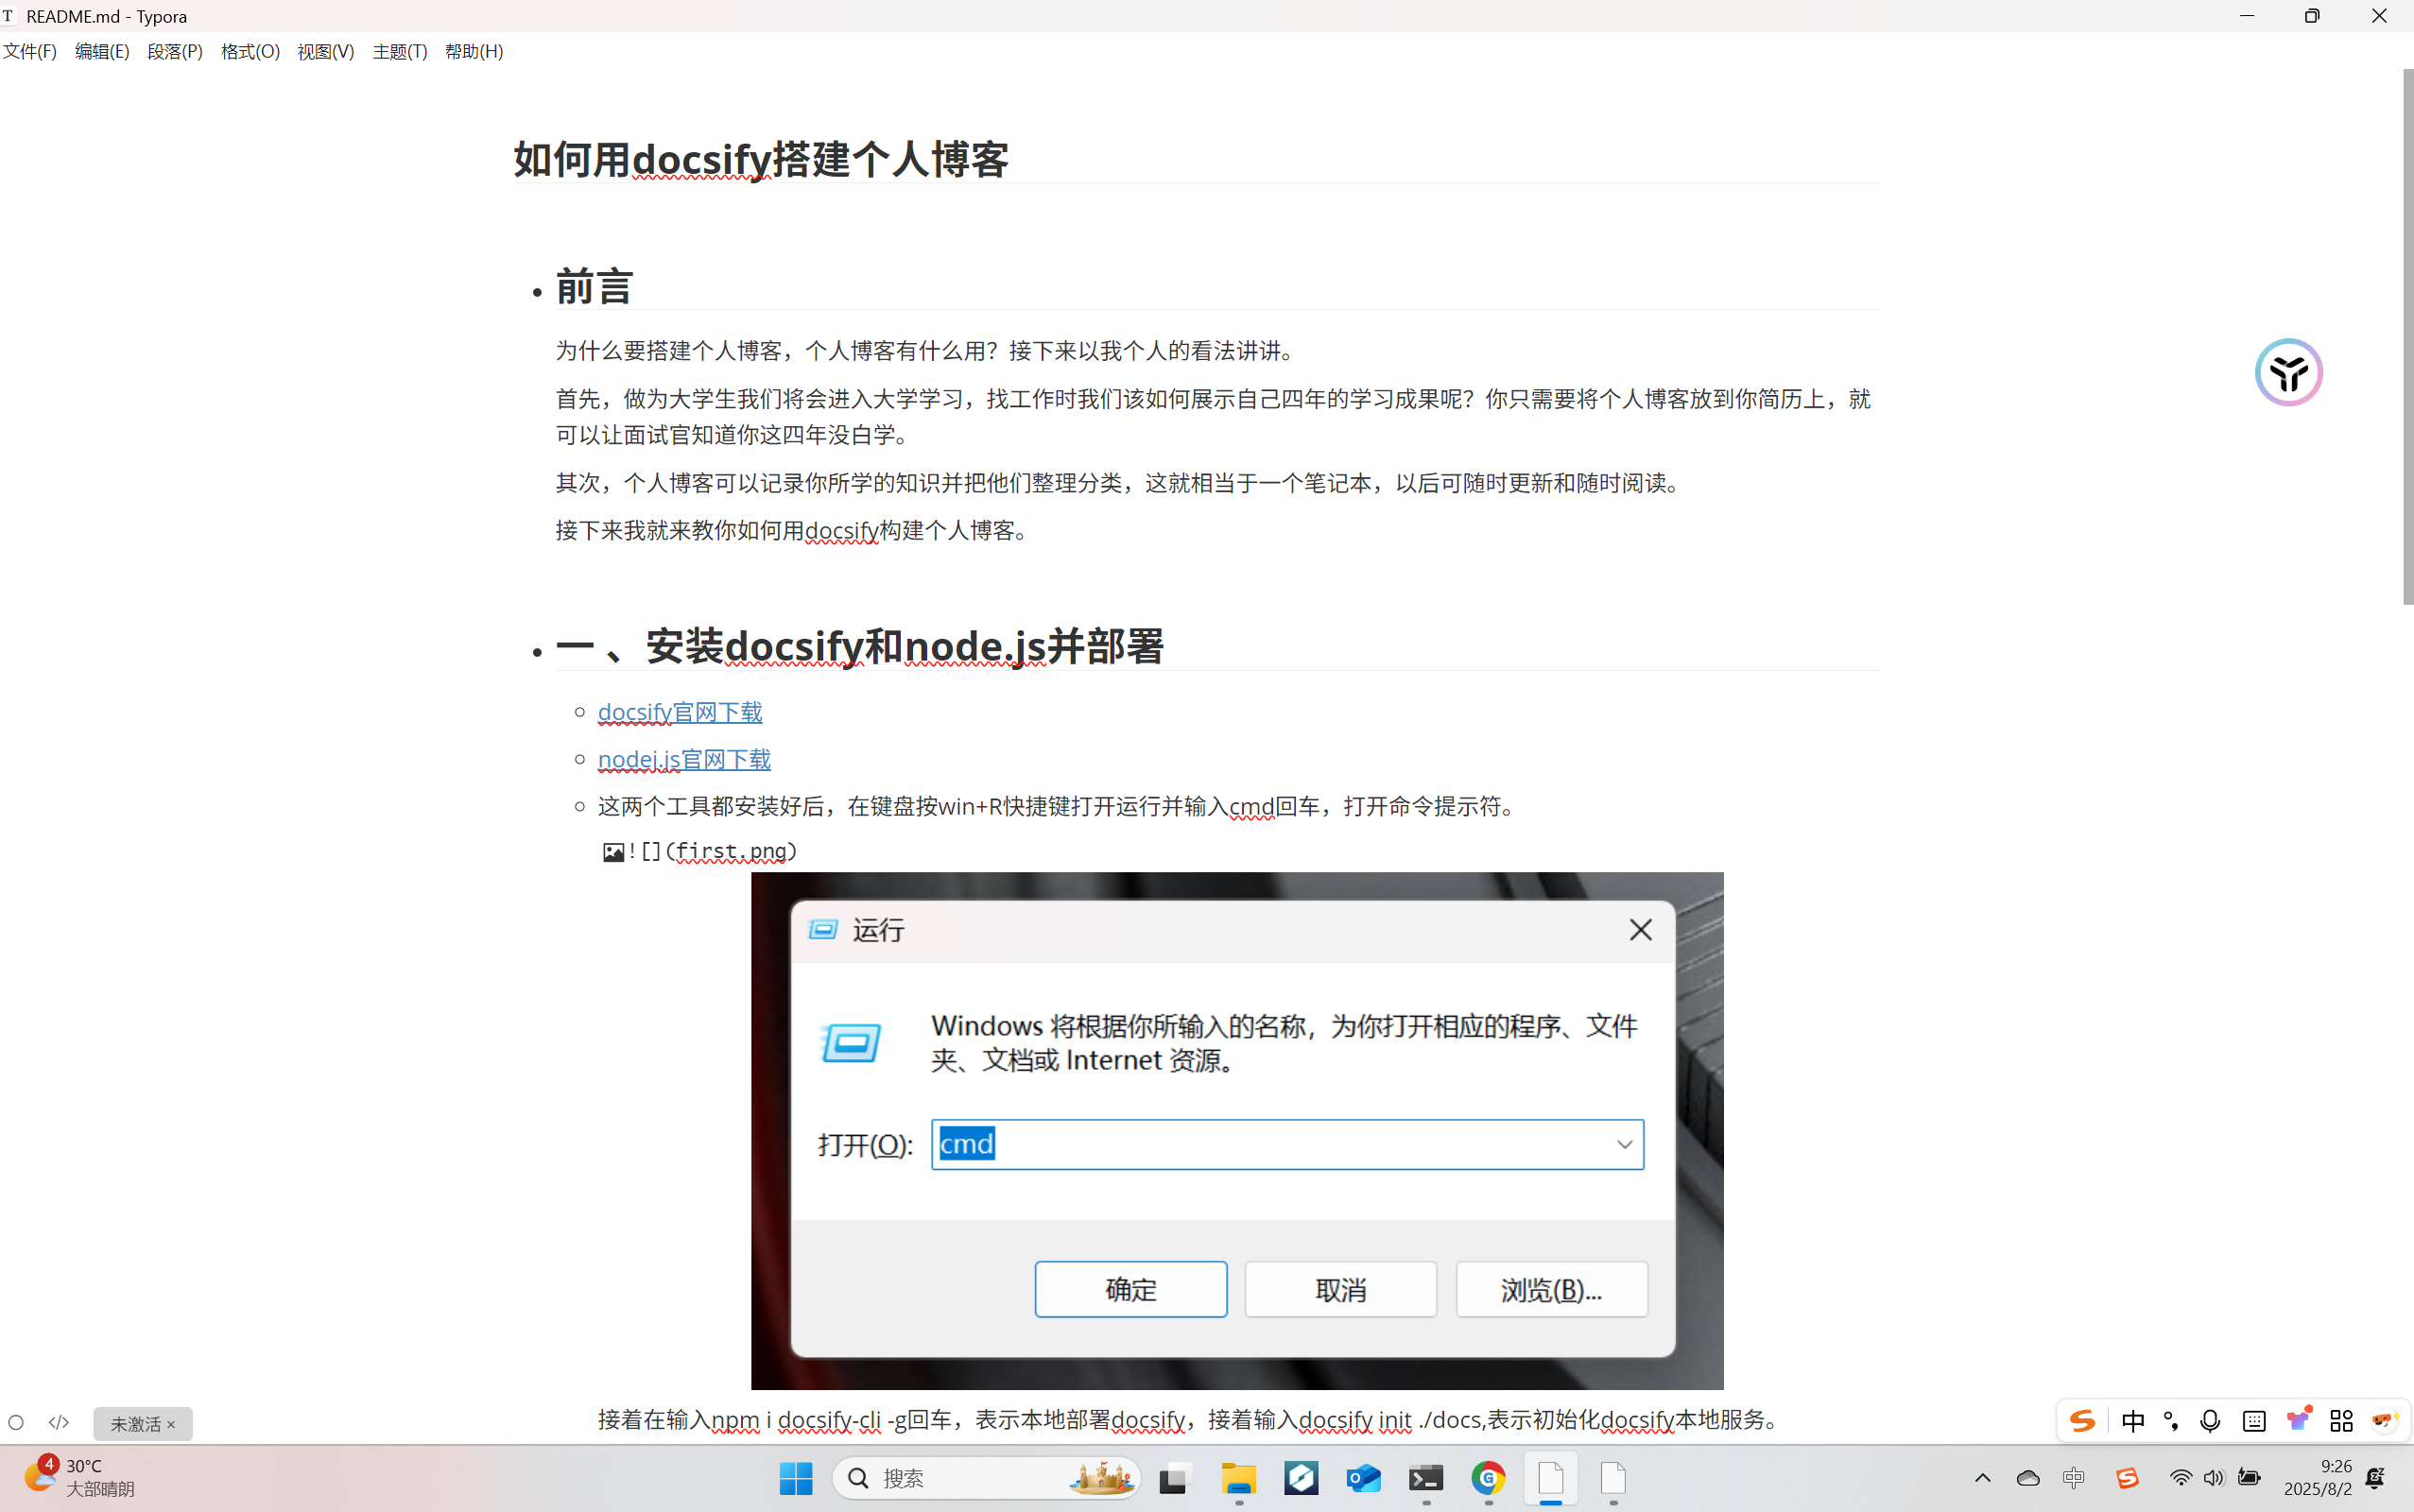 README.md - Typora
文件(F) 编辑(E) 段落(P) 格式(O) 视图(V) 主题(T) 帮助(H)
如何用docsify搭建个人博客
前言
为什么要搭建个人博客，个人博客有什么用？接下来以我个人的看法讲讲。
首先，做为大学生我们将会进入大学学习，找工作时我们该如何展示自己四年的学习成果呢？你只需要将个人博客放到你简历上，就
可以让面试官知道你这四年没白学。
其次，个人博客可以记录你所学的知识并把他们整理分类，这就相当于一个笔记本，以后可随时更新和随时阅读。
接下来我就来教你如何用docsify构建个人博客。
一 、安装docsify和node.js并部署
docsify官网下载
nodej.js官网下载
这两个工具都安装好后，在键盘按win+R快捷键打开运行并输入cmd回车，打开命令提示符。
![](first.png)
运行
Windows 将根据你所输入的名称，为你打开相应的程序、文件
夹、文档或 Internet 资源。
打开(O): cmd
确定 取消 浏览(B)...
接着在输入npm i docsify-cli -g回车，表示本地部署docsify，接着输入docsify init ./docs,表示初始化docsify本地服务。
</> 未激活 ×
中
4 30°C
大部晴朗
搜索
中
9:26
2025/8/2